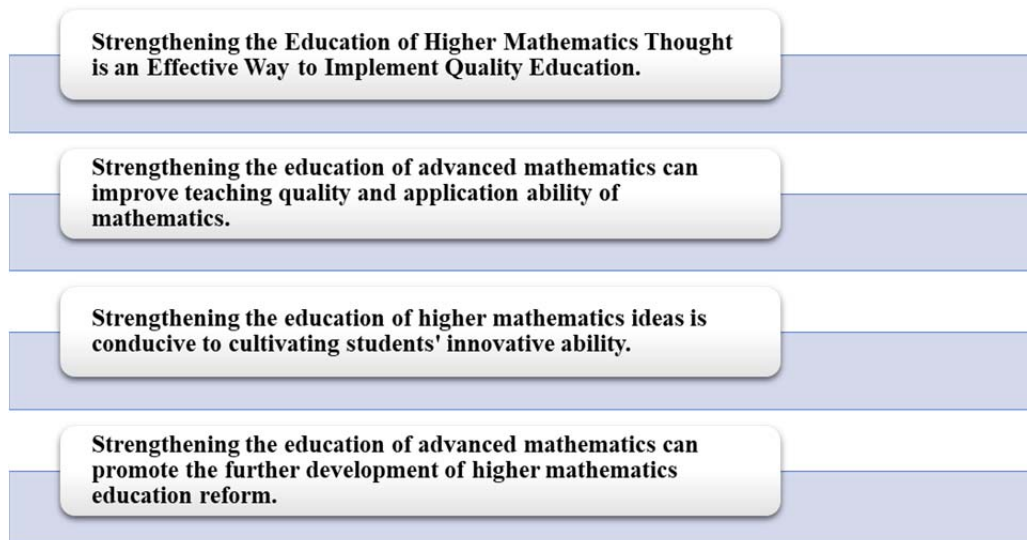 Strengthening the Education of Higher Mathematics Thought
is an Effective Way to Implement Quality Education.
Strengthening the education of advanced mathematics can
improve teaching quality and application ability of
mathematics.
Strengthening the education of higher mathematics ideas is
conducive to cultivating students' innovative ability.
Strengthening the education of advanced mathematics can
promote the further development of higher mathematics
education reform.